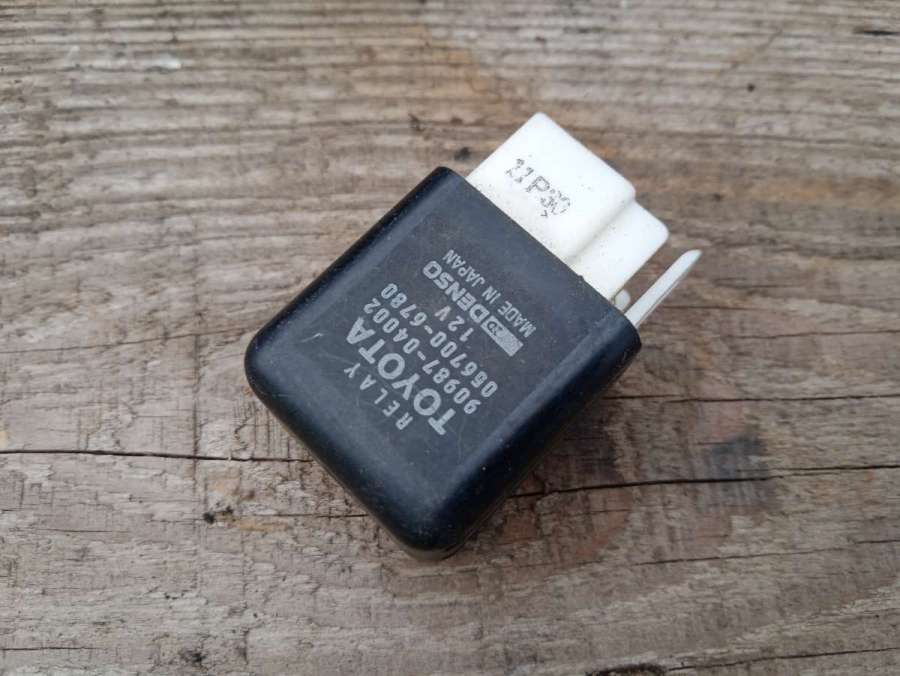 RELAY
TOYOTA
90987-04002
056700-6780
12V
DENSO
MADE IN JAPAN